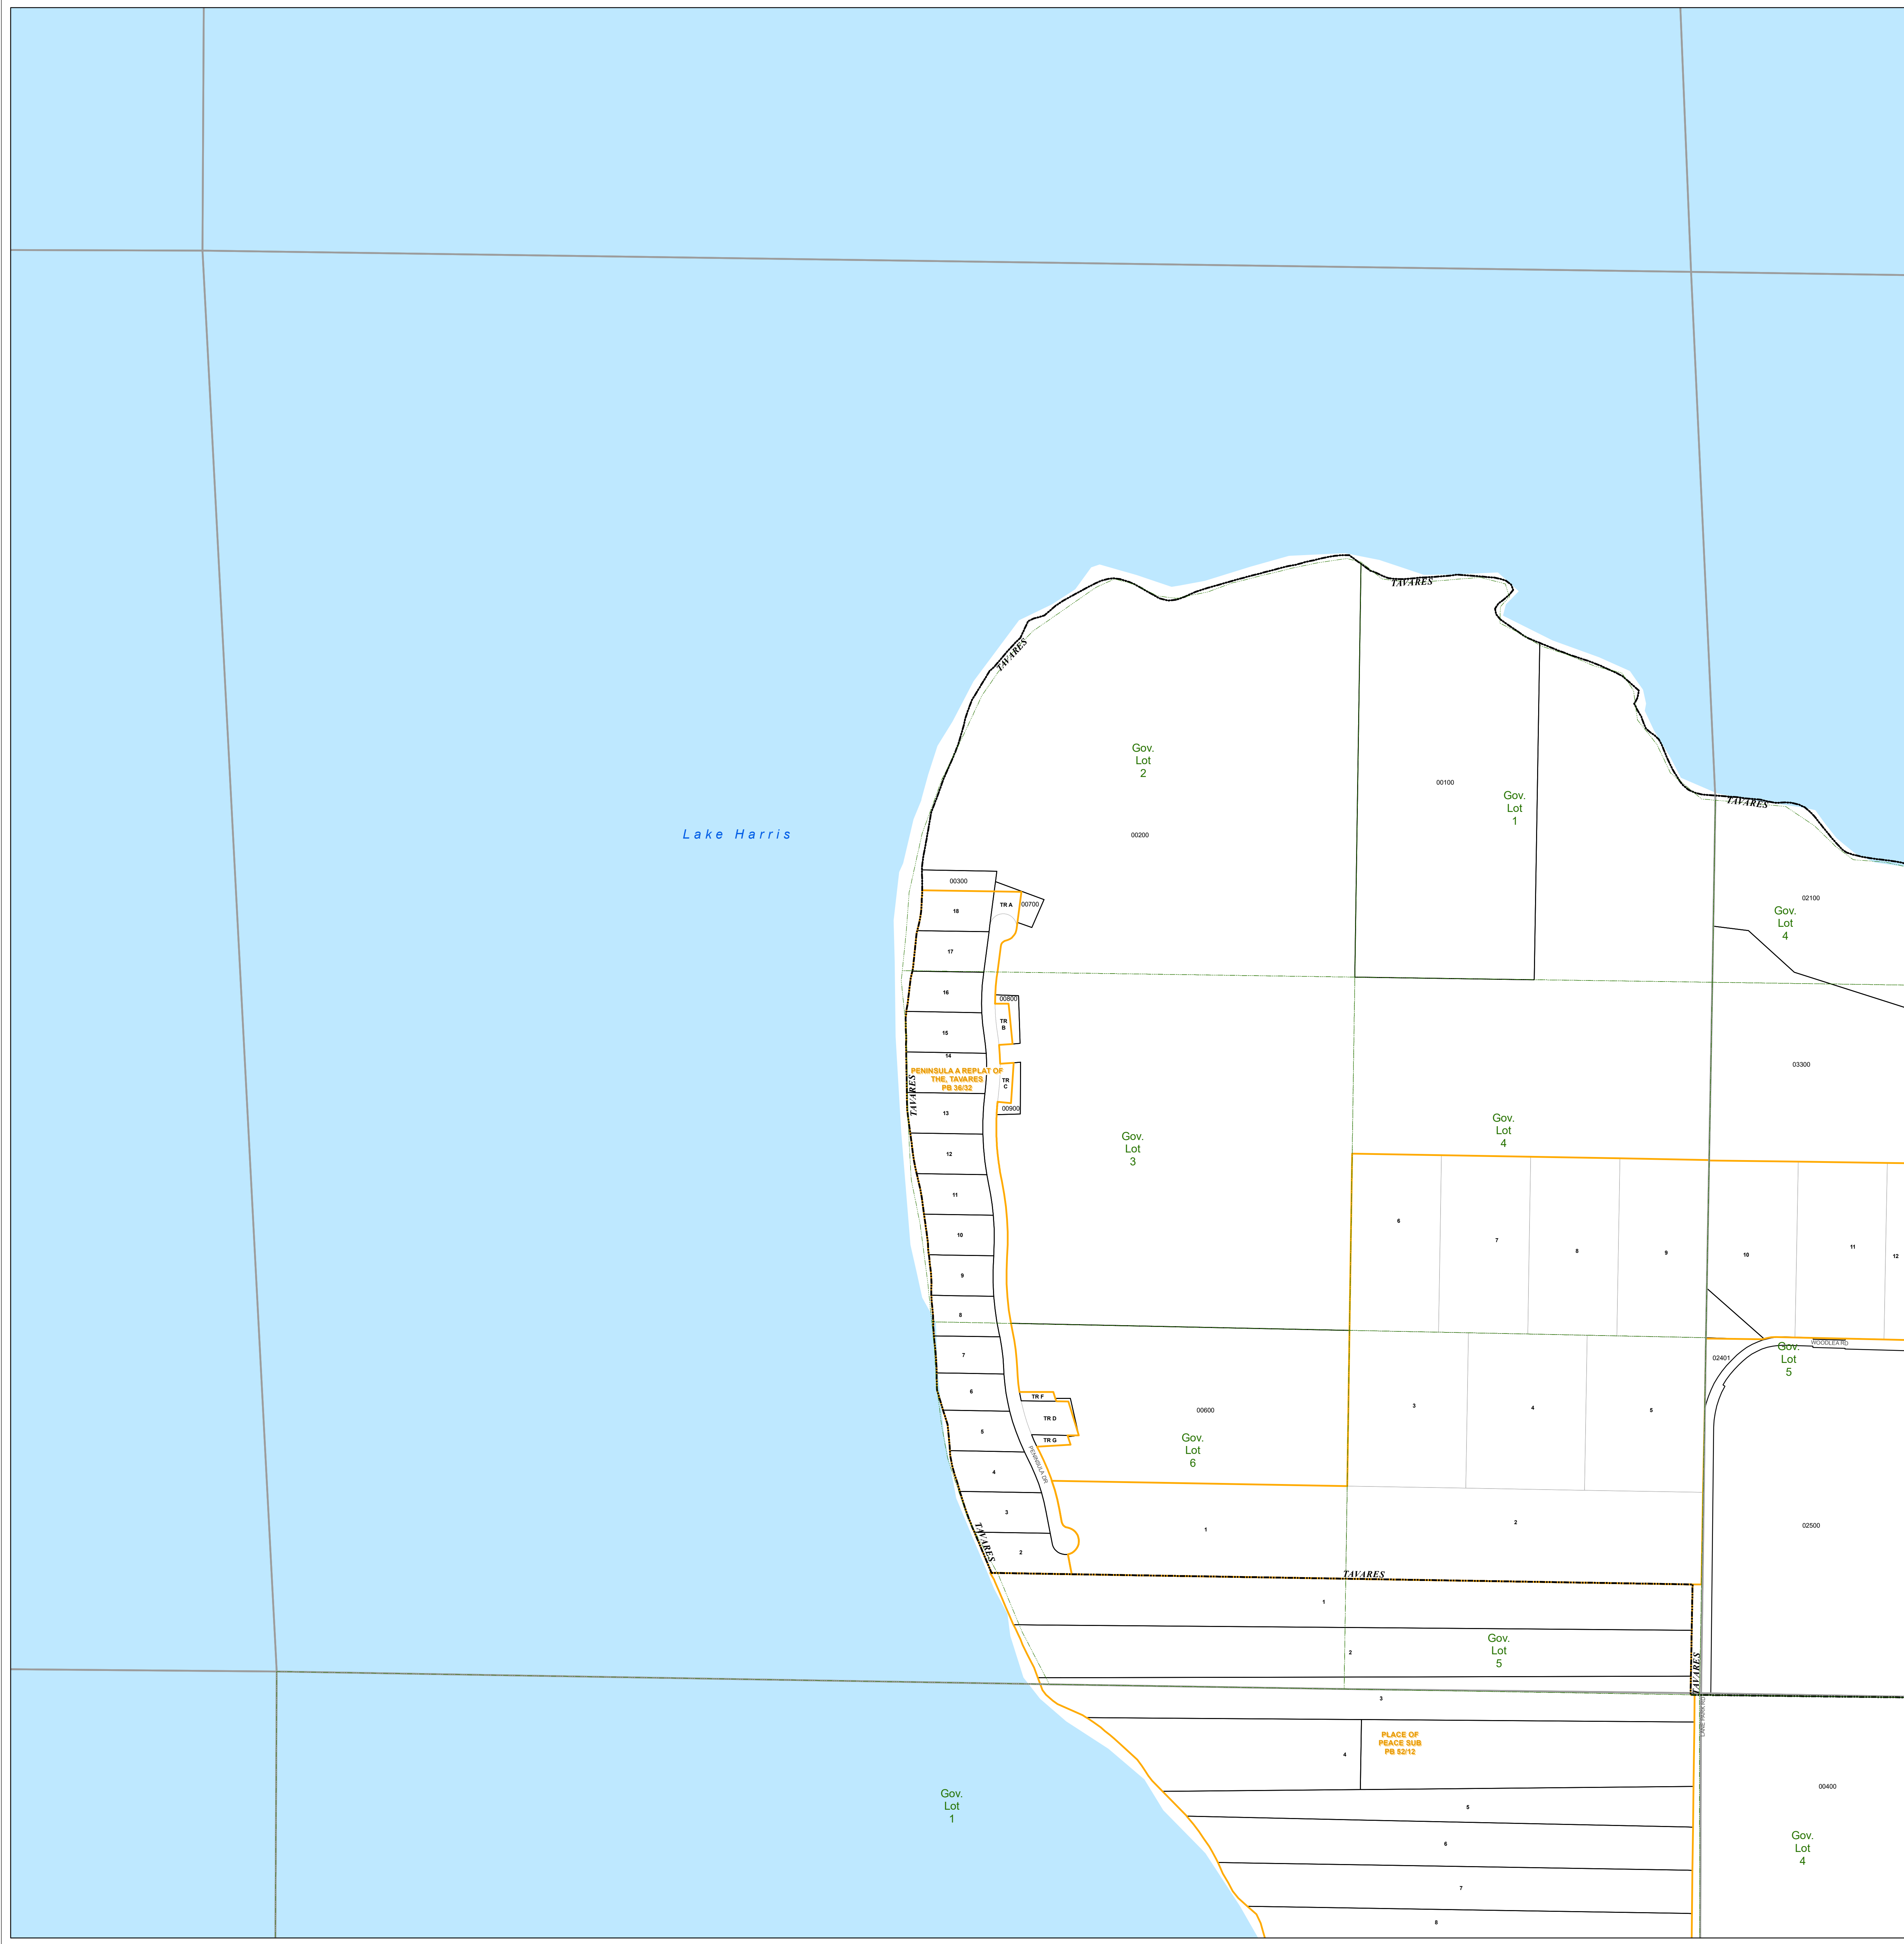 TAVARES
TAVARES
Gov.
Lot
2
00100
Gov.
Lot
1
TAVARES
Lake Harris
00200
00300
18
TR A
00700
02100
Gov.
Lot
4
17
16
00800
15
TR
B
14
PENINSULA A REPLAT OF
THE, TAVARES
PB 36/32
TAVARES
TR
C
00900
13
03300
Gov.
Lot
4
Gov.
Lot
3
12
11
10
9
8
7
6
5
4
3
2
6
7
8
9
10
11
12
WOODLEA RD
02401
Gov.
Lot
5
TR F
TR D
TR G
PENINSULA DR
00600
Gov.
Lot
6
3
4
5
1
2
02500
TAVARES
TAVARES
1
2
Gov.
Lot
5
TAVARES
3
LANE PARK RD
PLACE OF
PEACE SUB
PB 52/12
4
00400
Gov.
Lot
1
5
6
Gov.
Lot
4
7
8